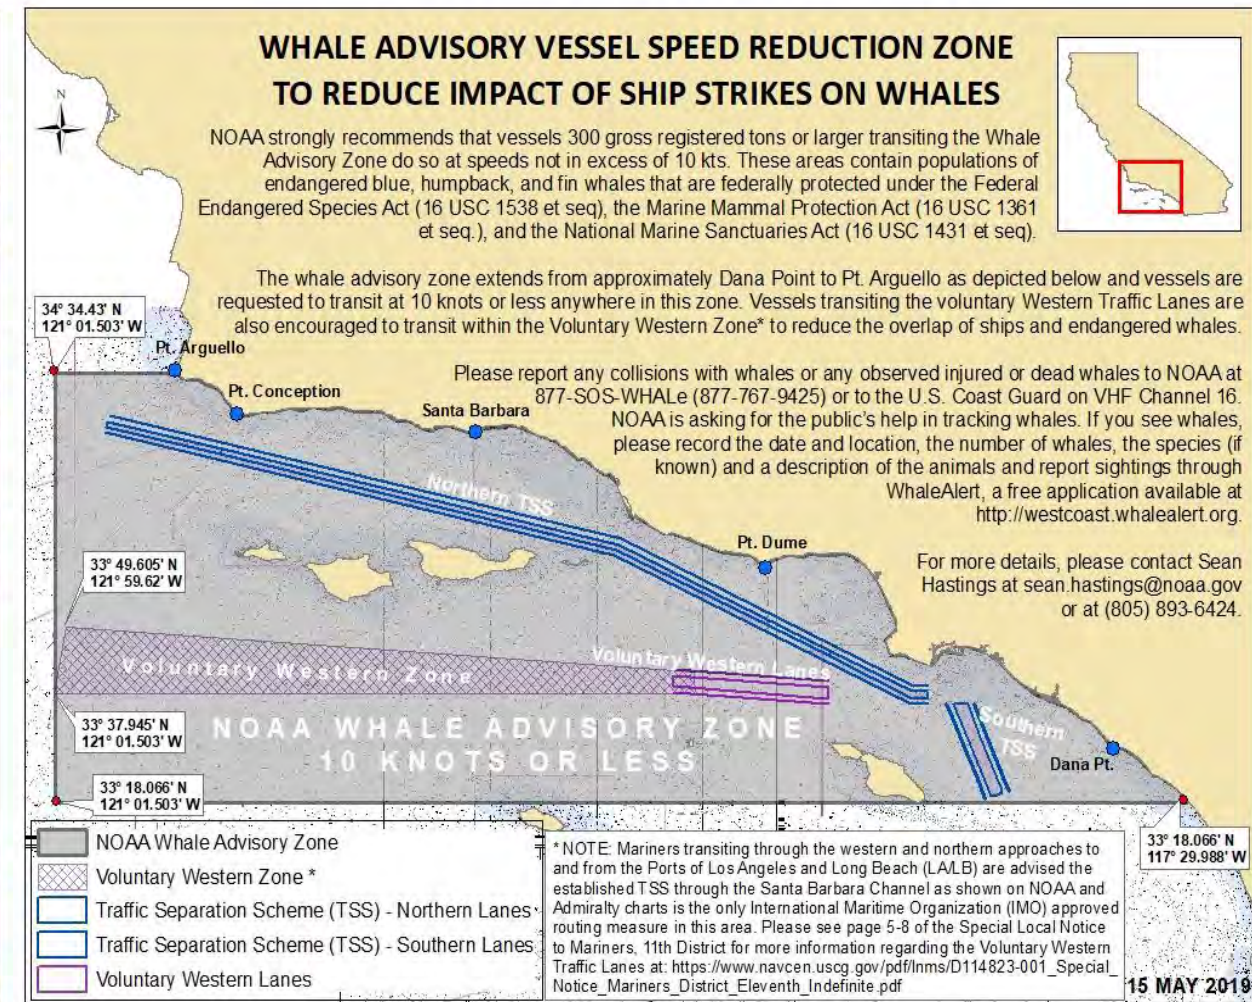 WHALE ADVISORY VESSEL SPEED REDUCTION ZONE
TO REDUCE IMPACT OF SHIP STRIKES ON WHALES
N
NOAA strongly recommends that vessels 300 gross registered tons or larger transiting the Whale
Advisory Zone do so at speeds not in excess of 10 kts. These areas contain populations of
endangered blue, humpback, and fin whales that are federally protected under the Federal
Endangered Species Act (16 USC 1538 et seq), the Marine Mammal Protection Act (16 USC 1361
et seq.), and the National Marine Sanctuaries Act (16 USC 1431 et seq).
The whale advisory zone extends from approximately Dana Point to Pt. Arguello as depicted below and vessels are
requested to transit at 10 knots or less anywhere in this zone. Vessels transiting the voluntary Western Traffic Lanes are
also encouraged to transit within the Voluntary Western Zone* to reduce the overlap of ships and endangered whales.
34° 34.43' N
121° 01.503' W
Pt. Arguello
Pt. Conception
Santa Barbara
Please report any collisions with whales or any observed injured or dead whales to NOAA at
877-SOS-WHALe (877-767-9425) or to the U.S. Coast Guard on VHF Channel 16.
NOAA is asking for the public's help in tracking whales. If you see whales,
please record the date and location, the number of whales, the species (if
known) and a description of the animals and report sightings through
WhaleAlert, a free application available at
http://westcoast.whalealert.org.
Northern TSS
Pt. Dume
For more details, please contact Sean
Hastings at sean.hastings@noaa.gov
or at (805) 893-6424.
33° 49.605' N
121° 59.62' W
Voluntary Western Zone
Voluntary Western Lanes
33° 37.945' N
121° 01.503' W
NOAA WHALE ADVISORY ZONE
10 KNOTS OR LESS
Southern
TSS
Dana Pt.
33° 18.066' N
121° 01.503' W
33° 18.066' N
117° 29.988' W
NOAA Whale Advisory Zone
Voluntary Western Zone *
Traffic Separation Scheme (TSS) - Northern Lanes
Traffic Separation Scheme (TSS) - Southern Lanes
Voluntary Western Lanes
* NOTE: Mariners transiting through the western and northern approaches to
and from the Ports of Los Angeles and Long Beach (LA/LB) are advised the
established TSS through the Santa Barbara Channel as shown on NOAA and
Admiralty charts is the only International Maritime Organization (IMO) approved
routing measure in this area. Please see page 5-8 of the Special Local Notice
to Mariners, 11th District for more information regarding the Voluntary Western
Traffic Lanes at: https://www.navcen.uscg.gov/pdf/lnms/D114823-001_Special_
Notice_Mariners_District_Eleventh_Indefinite.pdf
15 MAY 2019